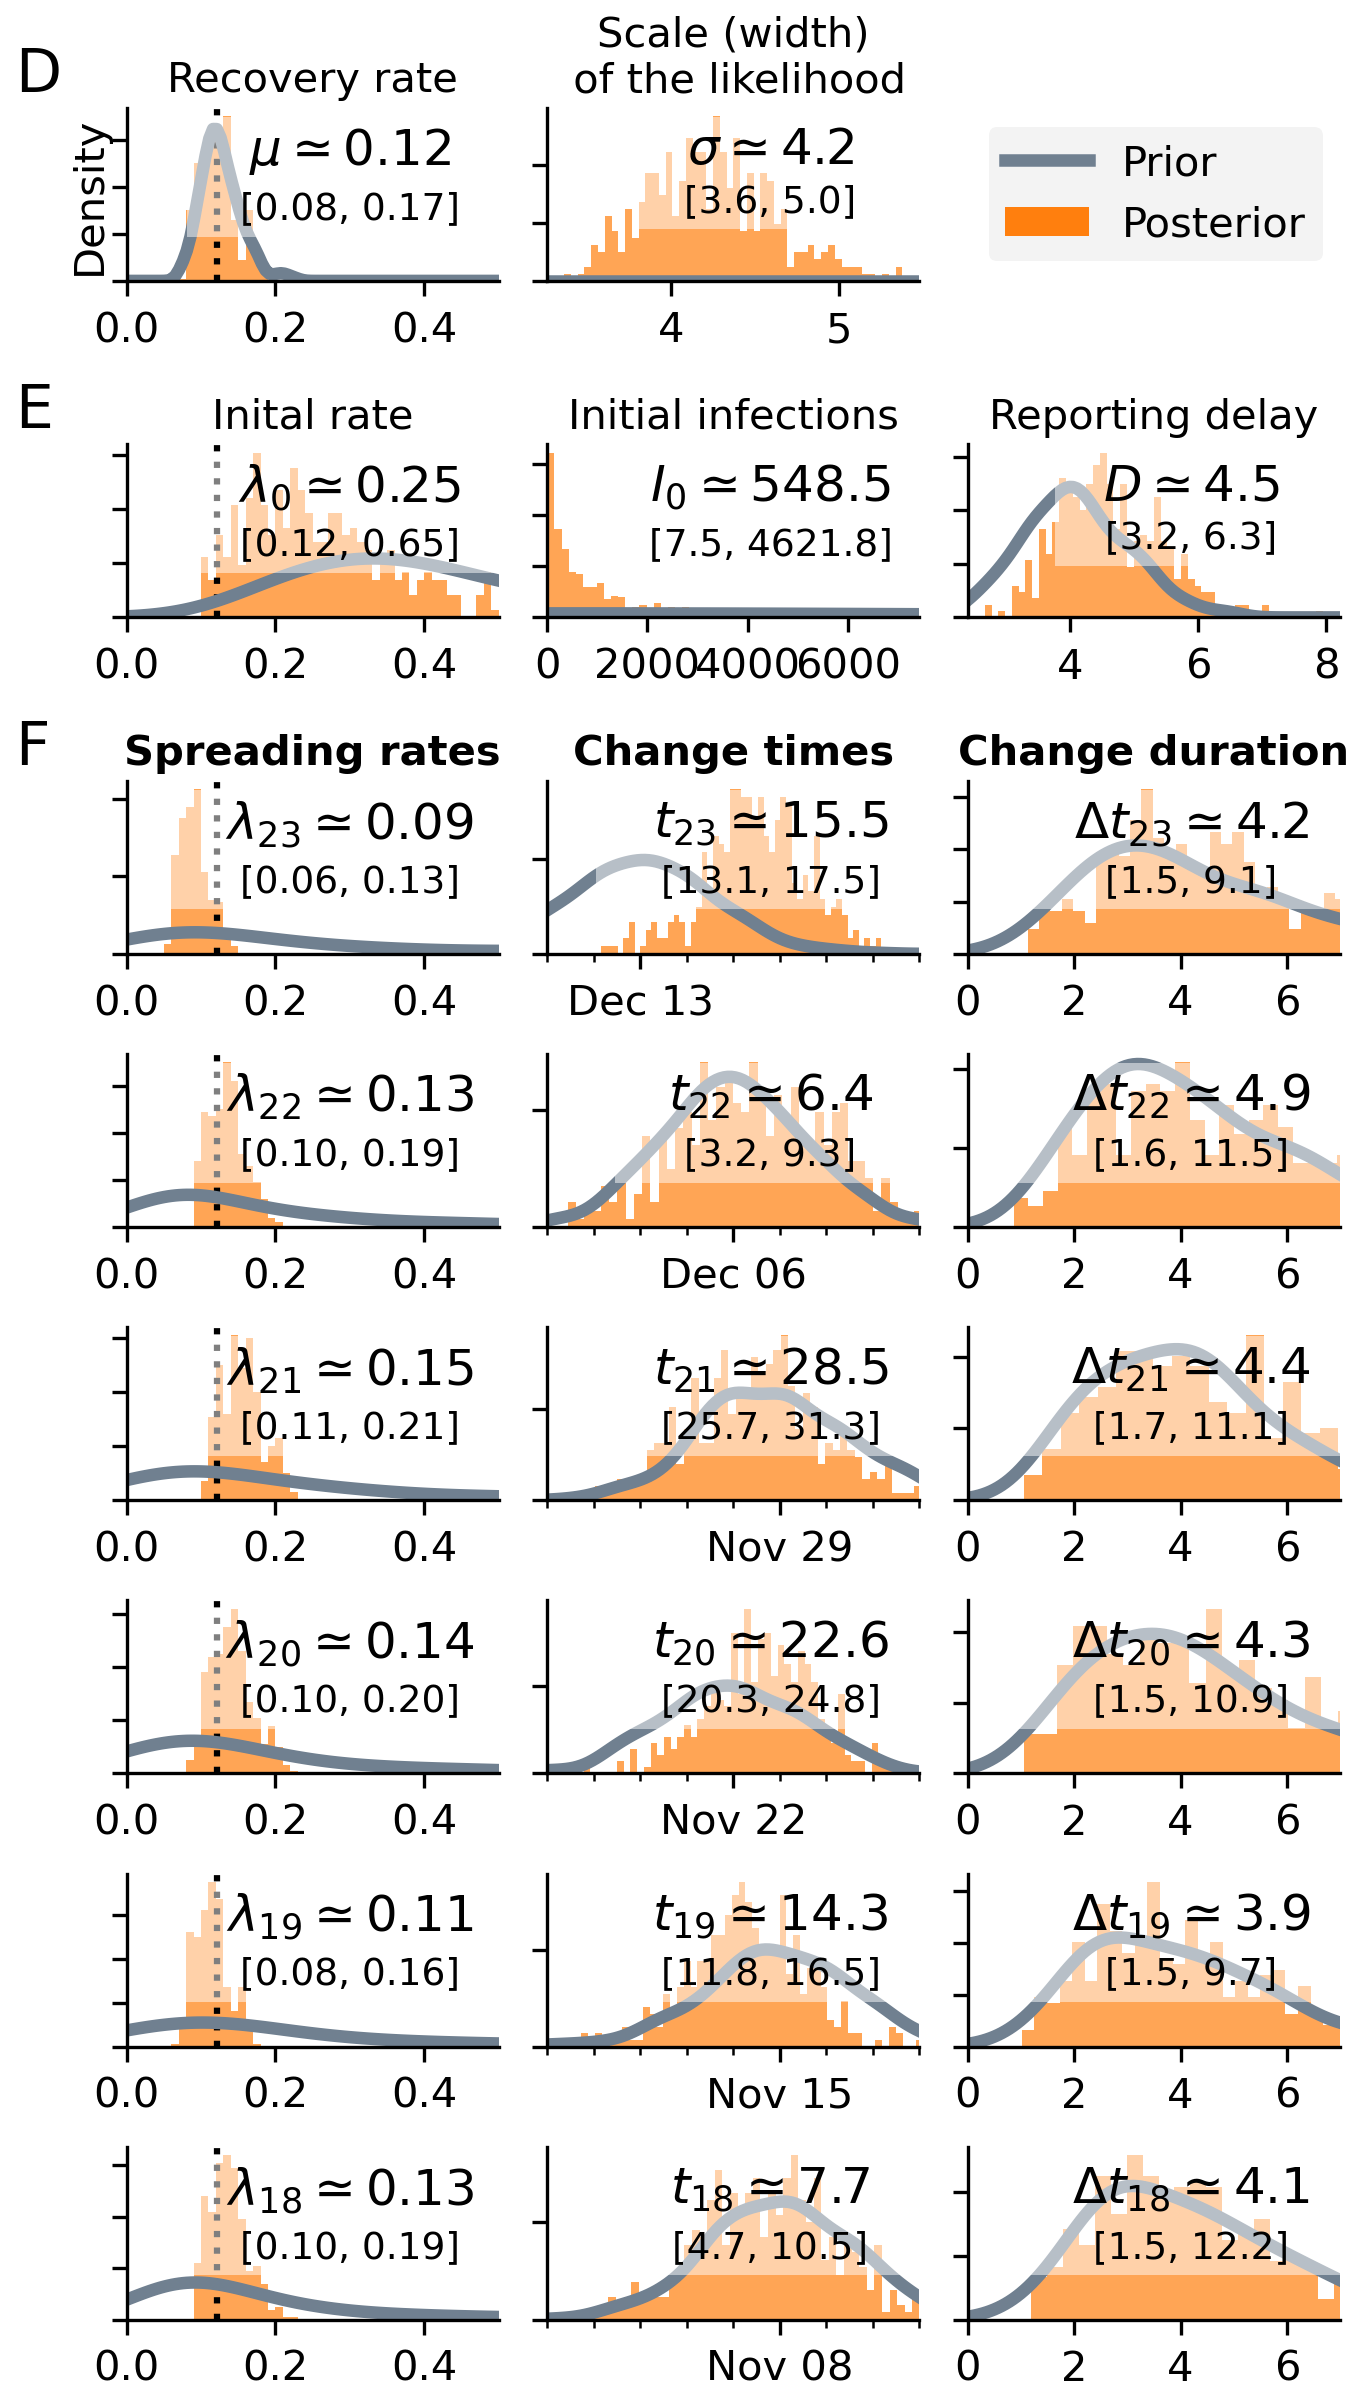 D
Recovery rate
Scale (width)
of the likelihood
Density
μ ≃ 0.12
[0.08, 0.17]
0.0 0.2 0.4
σ ≃ 4.2
[3.6, 5.0]
4 5
Prior
Posterior
E
Inital rate
λ0 ≃ 0.25
[0.12, 0.65]
0.0 0.2 0.4
Initial infections
I0 ≃ 548.5
[7.5, 4621.8]
0 2000 4000 6000
Reporting delay
D ≃ 4.5
[3.2, 6.3]
4 6 8
F
Spreading rates
Change times
Change duration
λ23 ≃ 0.09
[0.06, 0.13]
0.0 0.2 0.4
t23 ≃ 15.5
[13.1, 17.5]
Dec 13
Δt23 ≃ 4.2
[1.5, 9.1]
0 2 4 6
λ22 ≃ 0.13
[0.10, 0.19]
0.0 0.2 0.4
t22 ≃ 6.4
[3.2, 9.3]
Dec 06
Δt22 ≃ 4.9
[1.6, 11.5]
0 2 4 6
λ21 ≃ 0.15
[0.11, 0.21]
0.0 0.2 0.4
t21 ≃ 28.5
[25.7, 31.3]
Nov 29
Δt21 ≃ 4.4
[1.7, 11.1]
0 2 4 6
λ20 ≃ 0.14
[0.10, 0.20]
0.0 0.2 0.4
t20 ≃ 22.6
[20.3, 24.8]
Nov 22
Δt20 ≃ 4.3
[1.5, 10.9]
0 2 4 6
λ19 ≃ 0.11
[0.08, 0.16]
0.0 0.2 0.4
t19 ≃ 14.3
[11.8, 16.5]
Nov 15
Δt19 ≃ 3.9
[1.5, 9.7]
0 2 4 6
λ18 ≃ 0.13
[0.10, 0.19]
0.0 0.2 0.4
t18 ≃ 7.7
[4.7, 10.5]
Nov 08
Δt18 ≃ 4.1
[1.5, 12.2]
0 2 4 6